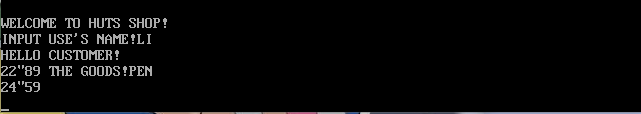 WELCOME TO HUTS SHOP!
INPUT USE'S NAME!LI
HELLO CUSTOMER!
22"89 THE GOODS!PEN
24"59